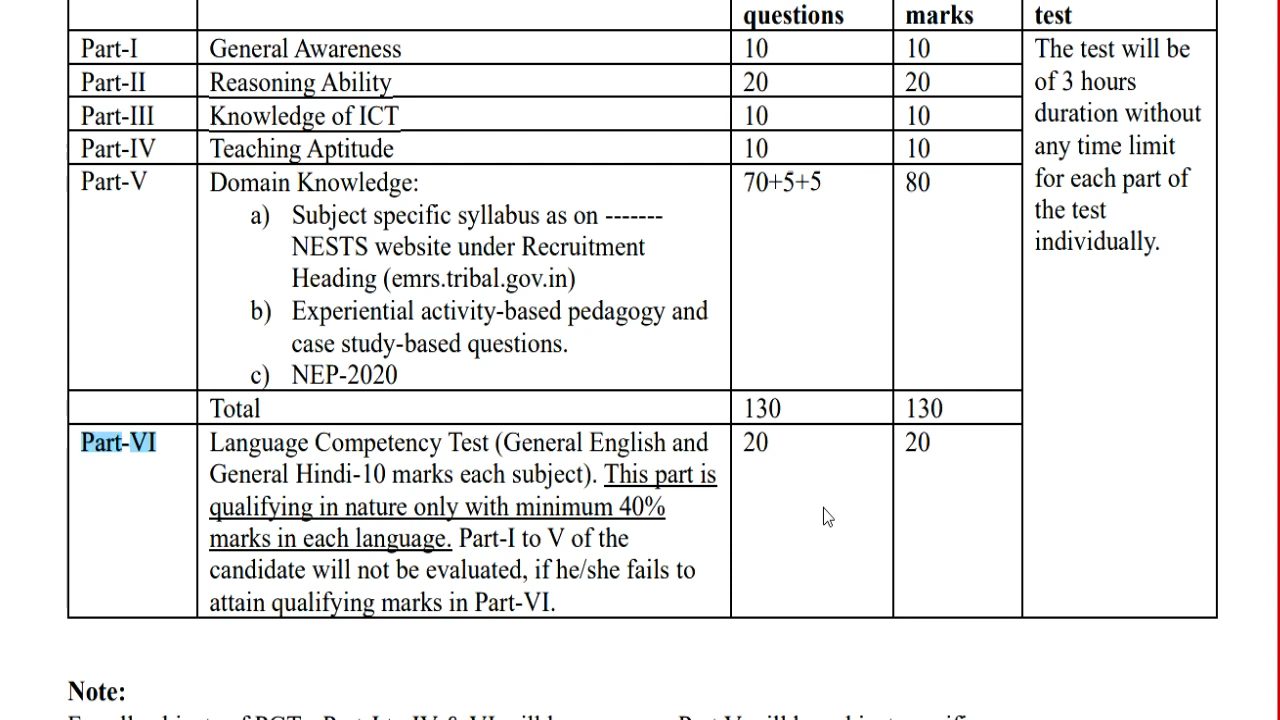 questions marks test
Part-I General Awareness 10 10 The test will be
Part-II Reasoning Ability 20 20 of 3 hours
Part-III Knowledge of ICT 10 10 duration without
Part-IV Teaching Aptitude 10 10 any time limit
Part-V Domain Knowledge: 70+5+5 80 for each part of
a) Subject specific syllabus as on ------- the test
NESTS website under Recruitment individually.
Heading (emrs.tribal.gov.in)
b) Experiential activity-based pedagogy and
case study-based questions.
c) NEP-2020
Total 130 130
Part-VI Language Competency Test (General English and 20 20
General Hindi-10 marks each subject). This part is
qualifying in nature only with minimum 40%
marks in each language. Part-I to V of the
candidate will not be evaluated, if he/she fails to
attain qualifying marks in Part-VI.
Note: